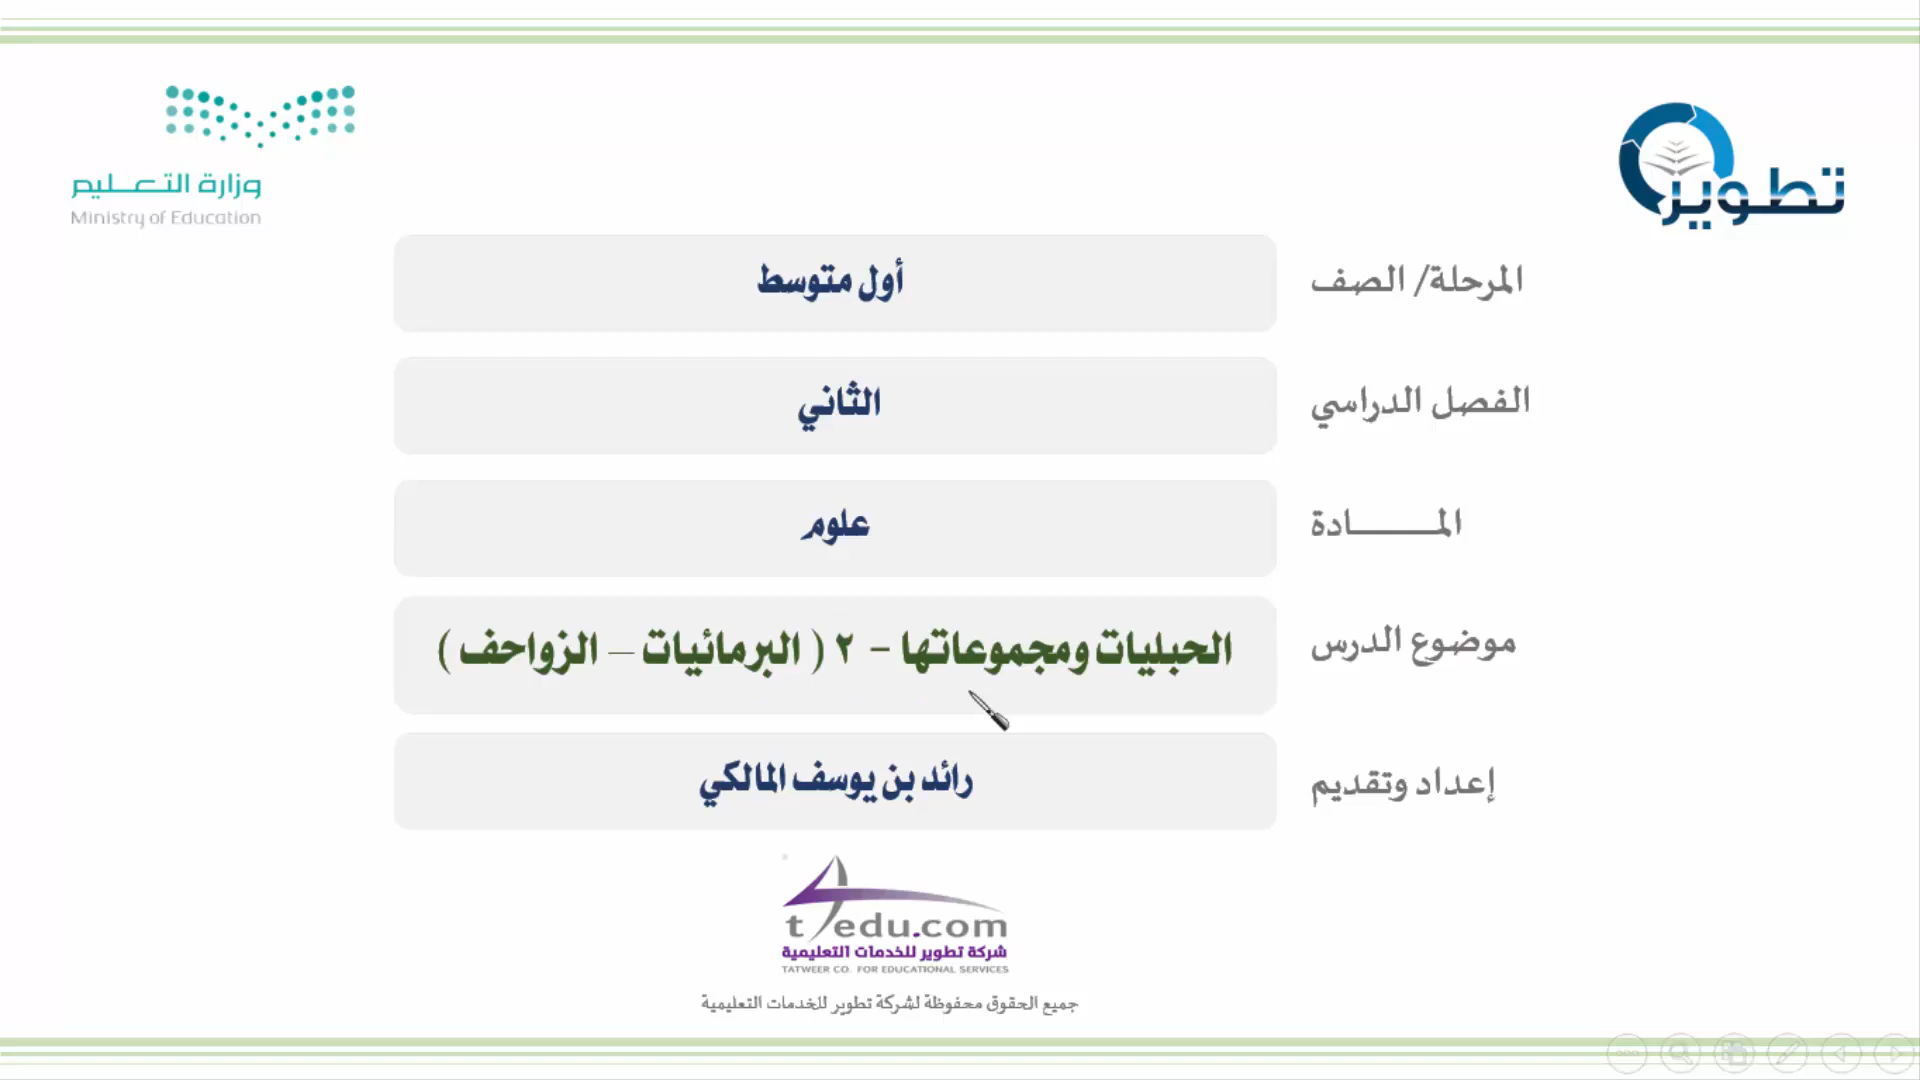 وزارة التعليم
Ministry of Education
تطوير
المرحلة/ الصف
أول متوسط
الفصل الدراسي
الثاني
المـــــــادة
علوم
موضوع الدرس
الحبليات ومجموعاتها - ٢ ( البرمائيات – الزواحف )
إعداد وتقديم
رائد بن يوسف المالكي
t4edu.com
شركة تطوير للخدمات التعليمية
TATWEER CO. FOR EDUCATIONAL SERVICES
جميع الحقوق محفوظة لشركة تطوير للخدمات التعليمية